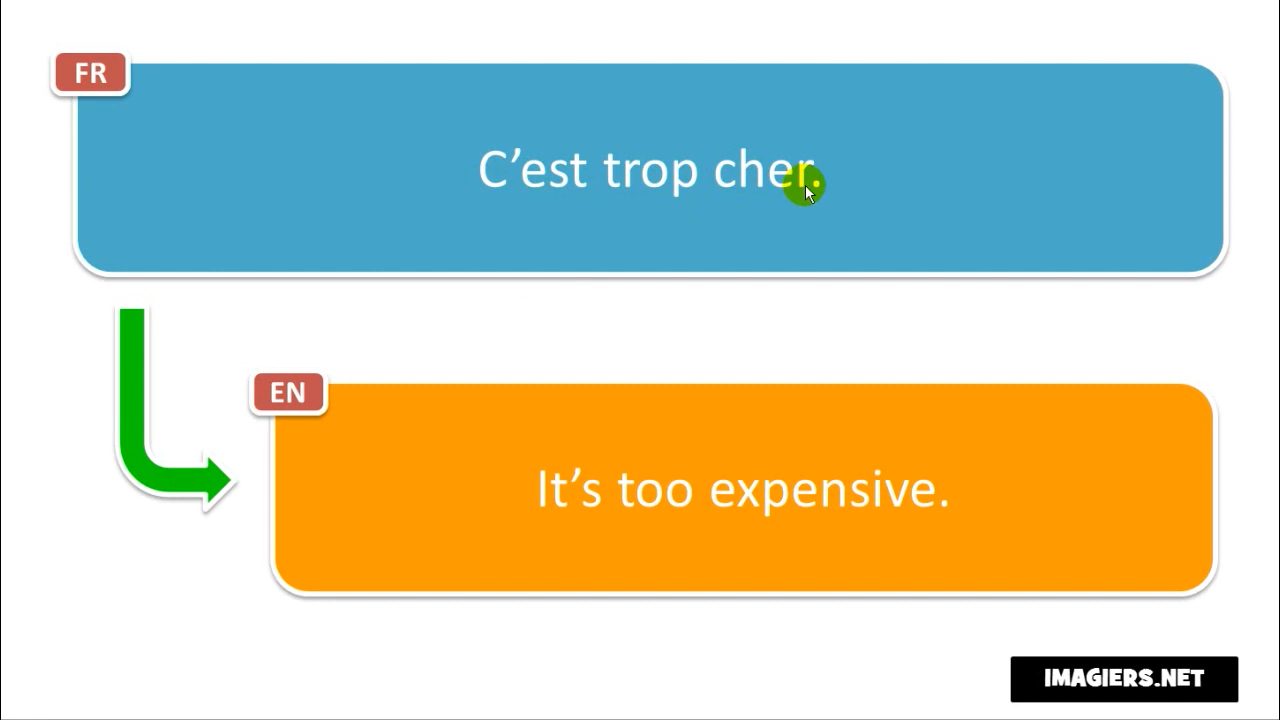 FR
C’est trop cher.
EN
It’s too expensive.
IMAGIERS.NET